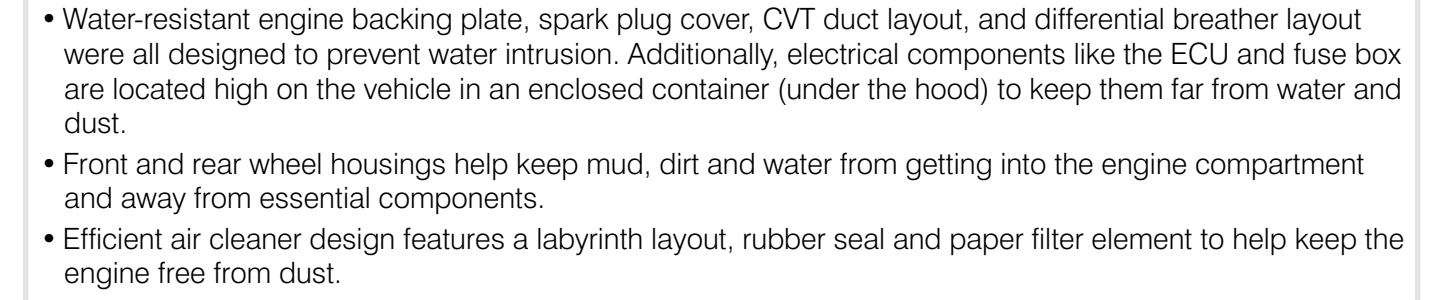 • Water-resistant engine backing plate, spark plug cover, CVT duct layout, and differential breather layout
were all designed to prevent water intrusion. Additionally, electrical components like the ECU and fuse box
are located high on the vehicle in an enclosed container (under the hood) to keep them far from water and
dust.
• Front and rear wheel housings help keep mud, dirt and water from getting into the engine compartment
and away from essential components.
• Efficient air cleaner design features a labyrinth layout, rubber seal and paper filter element to help keep the
engine free from dust.